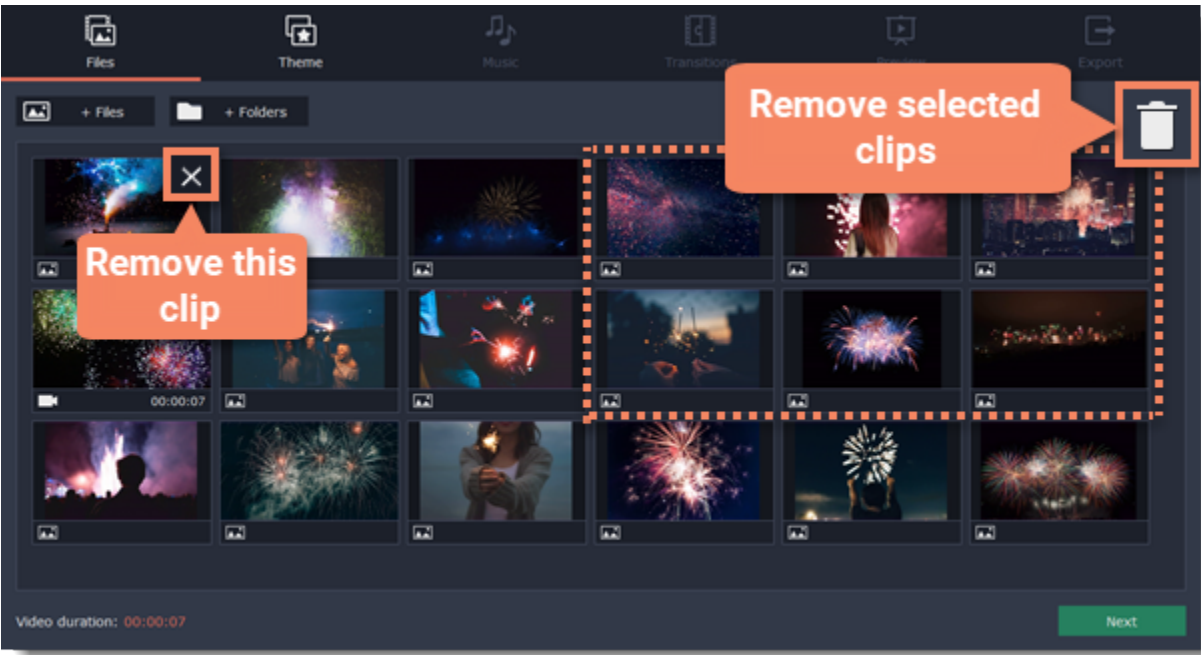 Files
Theme
Music
Transitions
Preview
Export
+ Files
+ Folders
Remove selected
clips
Remove this
clip
00:00:07
Video duration: 00:00:07
Next